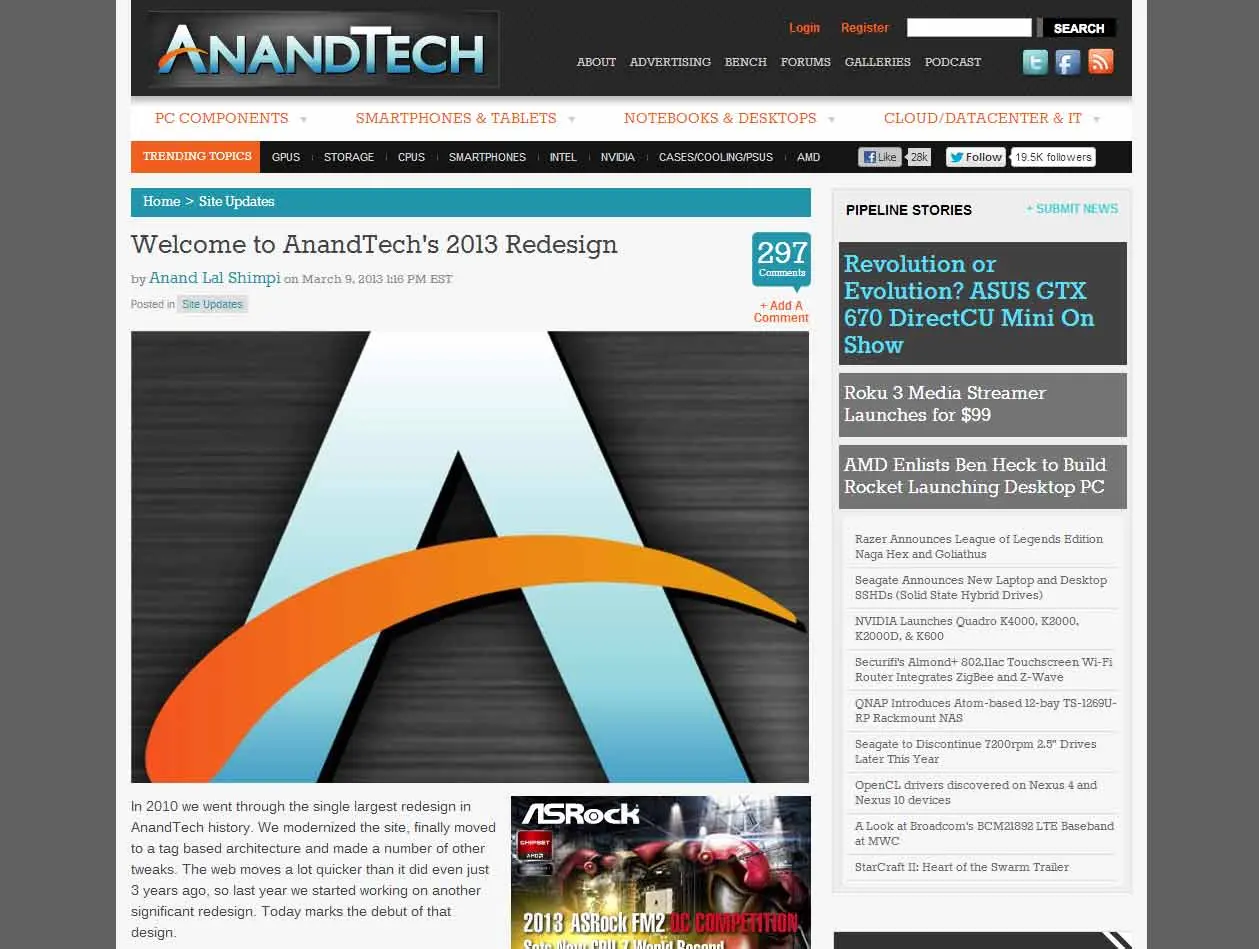 ANANDTECH
Login
Register
SEARCH
ABOUT
ADVERTISING
BENCH
FORUMS
GALLERIES
PODCAST
PC COMPONENTS
SMARTPHONES & TABLETS
NOTEBOOKS & DESKTOPS
CLOUD/DATACENTER & IT
TRENDING TOPICS
GPUS
STORAGE
CPUS
SMARTPHONES
INTEL
NVIDIA
CASES/COOLING/PSUS
AMD
Like
28k
Follow
19.5K followers
Home > Site Updates
Welcome to AnandTech's 2013 Redesign
by Anand Lal Shimpi on March 9, 2013 1:16 PM EST
Posted in Site Updates
297
Comments
+ Add A
Comment
In 2010 we went through the single largest redesign in
AnandTech history. We modernized the site, finally moved
to a tag based architecture and made a number of other
tweaks. The web moves a lot quicker than it did even just
3 years ago, so last year we started working on another
significant redesign. Today marks the debut of that
design.
ASRock
CHIPSET
AMD
2013 ASRock FM2 OC COMPETITION
Sets New CPU-Z World Record
PIPELINE STORIES
+ SUBMIT NEWS
Revolution or
Evolution? ASUS GTX
670 DirectCU Mini On
Show
Roku 3 Media Streamer
Launches for $99
AMD Enlists Ben Heck to Build
Rocket Launching Desktop PC
Razer Announces League of Legends Edition
Naga Hex and Goliathus
Seagate Announces New Laptop and Desktop
SSHDs (Solid State Hybrid Drives)
NVIDIA Launches Quadro K4000, K2000,
K2000D, & K600
Securifi's Almond+ 802.11ac Touchscreen Wi-Fi
Router Integrates ZigBee and Z-Wave
QNAP Introduces Atom-based 12-bay TS-1269U-
RP Rackmount NAS
Seagate to Discontinue 7200rpm 2.5" Drives
Later This Year
OpenCL drivers discovered on Nexus 4 and
Nexus 10 devices
A Look at Broadcom's BCM21892 LTE Baseband
at MWC
StarCraft II: Heart of the Swarm Trailer